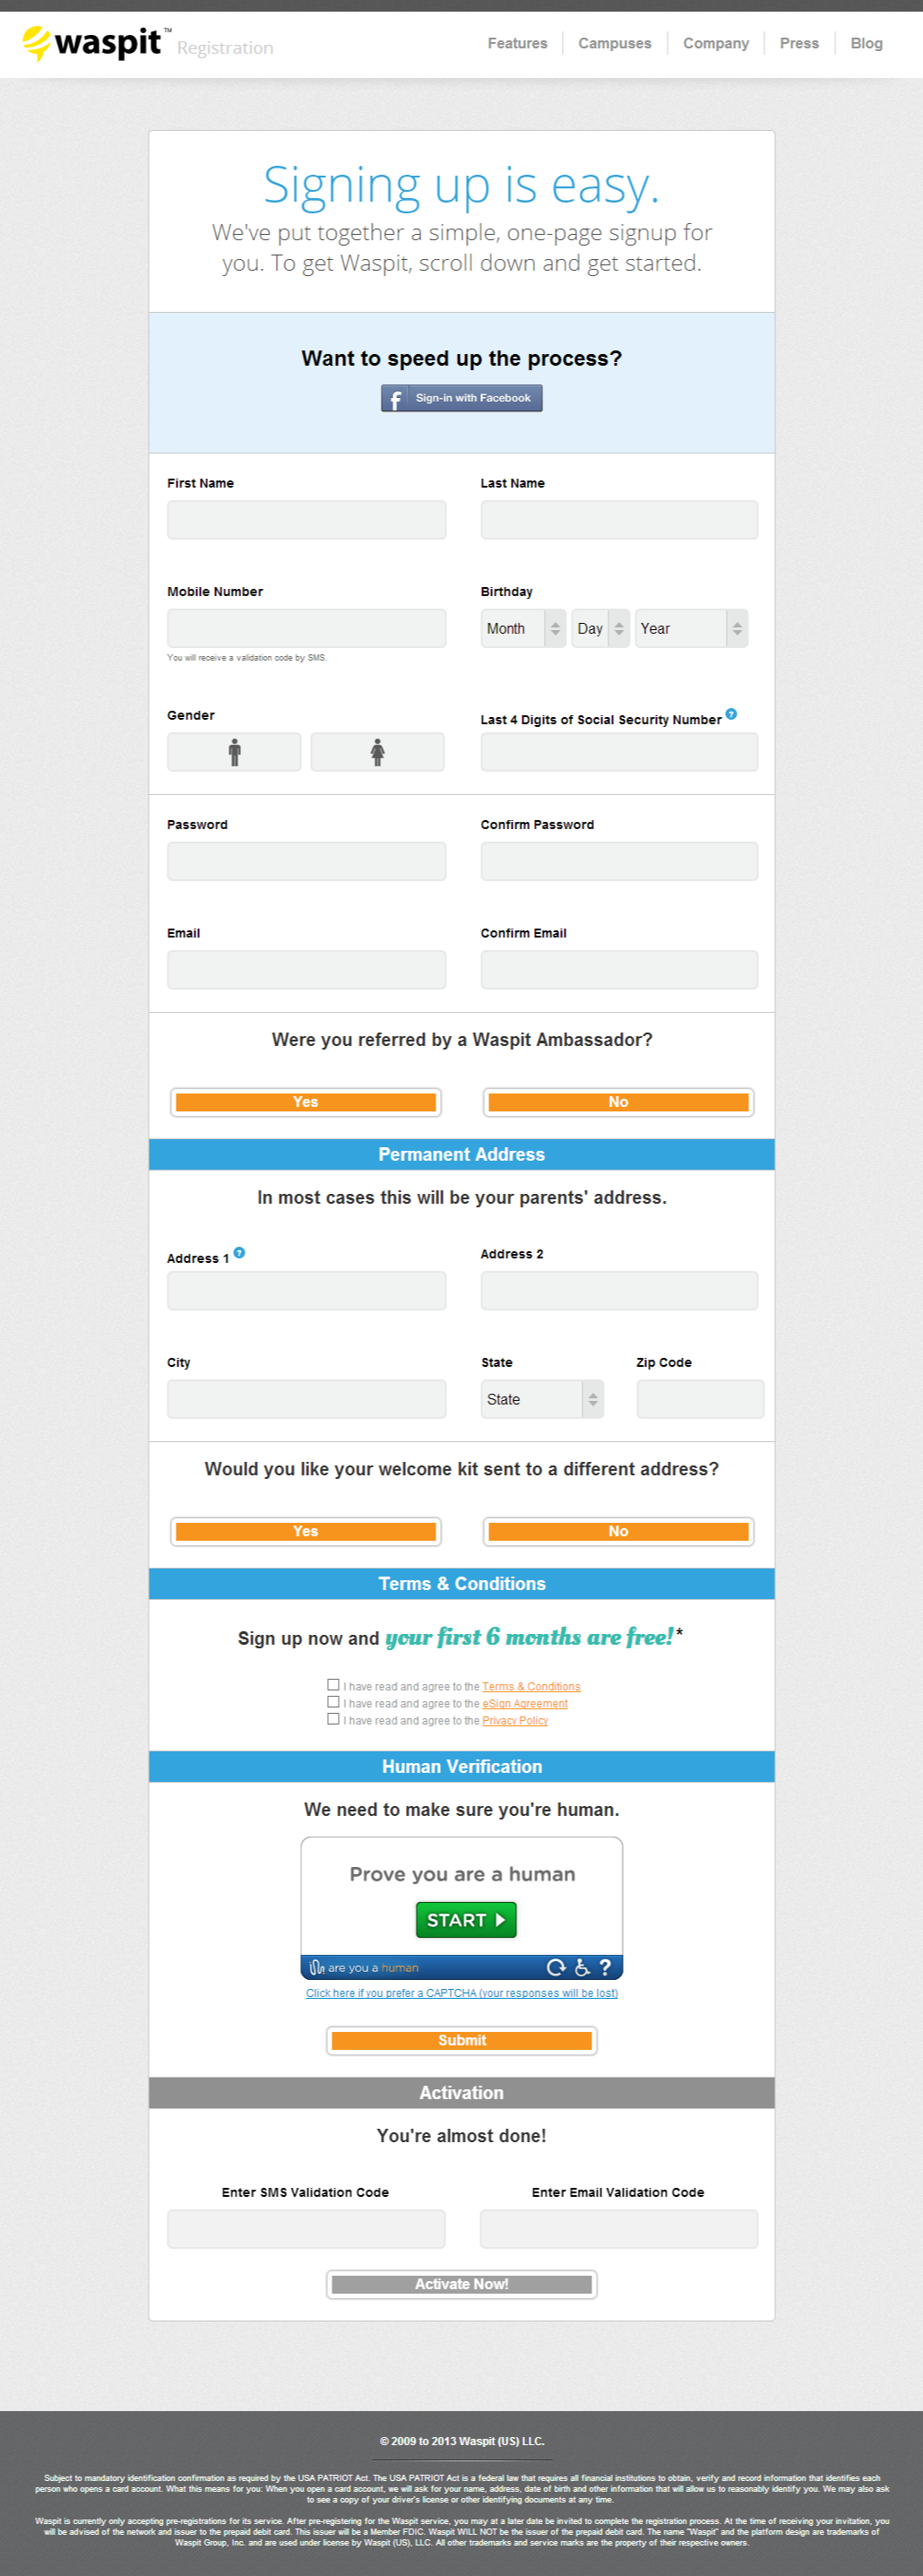 waspit™ Registration
Features Campuses Company Press Blog
Signing up is easy.
We've put together a simple, one-page signup for
you. To get Waspit, scroll down and get started.
Want to speed up the process?
f Sign-in with Facebook
First Name Last Name
Mobile Number Birthday
Month Day Year
You will receive a validation code by SMS.
Gender Last 4 Digits of Social Security Number ?
Password Confirm Password
Email Confirm Email
Were you referred by a Waspit Ambassador?
Yes No
Permanent Address
In most cases this will be your parents' address.
Address 1 ? Address 2
City State Zip Code
State
Would you like your welcome kit sent to a different address?
Yes No
Terms & Conditions
Sign up now and your first 6 months are free!*
I have read and agree to the Terms & Conditions
I have read and agree to the eSign Agreement
I have read and agree to the Privacy Policy
Human Verification
We need to make sure you're human.
Prove you are a human
START
are you a human ?
Click here if you prefer a CAPTCHA (your responses will be lost)
Submit
Activation
You're almost done!
Enter SMS Validation Code Enter Email Validation Code
Activate Now!
© 2009 to 2013 Waspit (US) LLC.
Subject to mandatory identification confirmation as required by the USA PATRIOT Act. The USA PATRIOT Act is a federal law that requires all financial institutions to obtain, verify and record information that identifies each
person who opens a card account. What this means for you: When you open a card account, we will ask for your name, address, date of birth and other information that will allow us to reasonably identify you. We may also ask
to see a copy of your driver's license or other identifying documents at any time.
Waspit is currently only accepting pre-registrations for its service. After pre-registering for the Waspit service, you may at a later date be invited to complete the registration process. At the time of receiving your invitation, you
will be advised of the network and issuer to the prepaid debit card. This issuer will be a Member FDIC. Waspit WILL NOT be the issuer of the prepaid debit card. The name "Waspit" and the platform design are trademarks of
Waspit Group, Inc. and are used under license by Waspit (US), LLC. All other trademarks and service marks are the property of their respective owners.